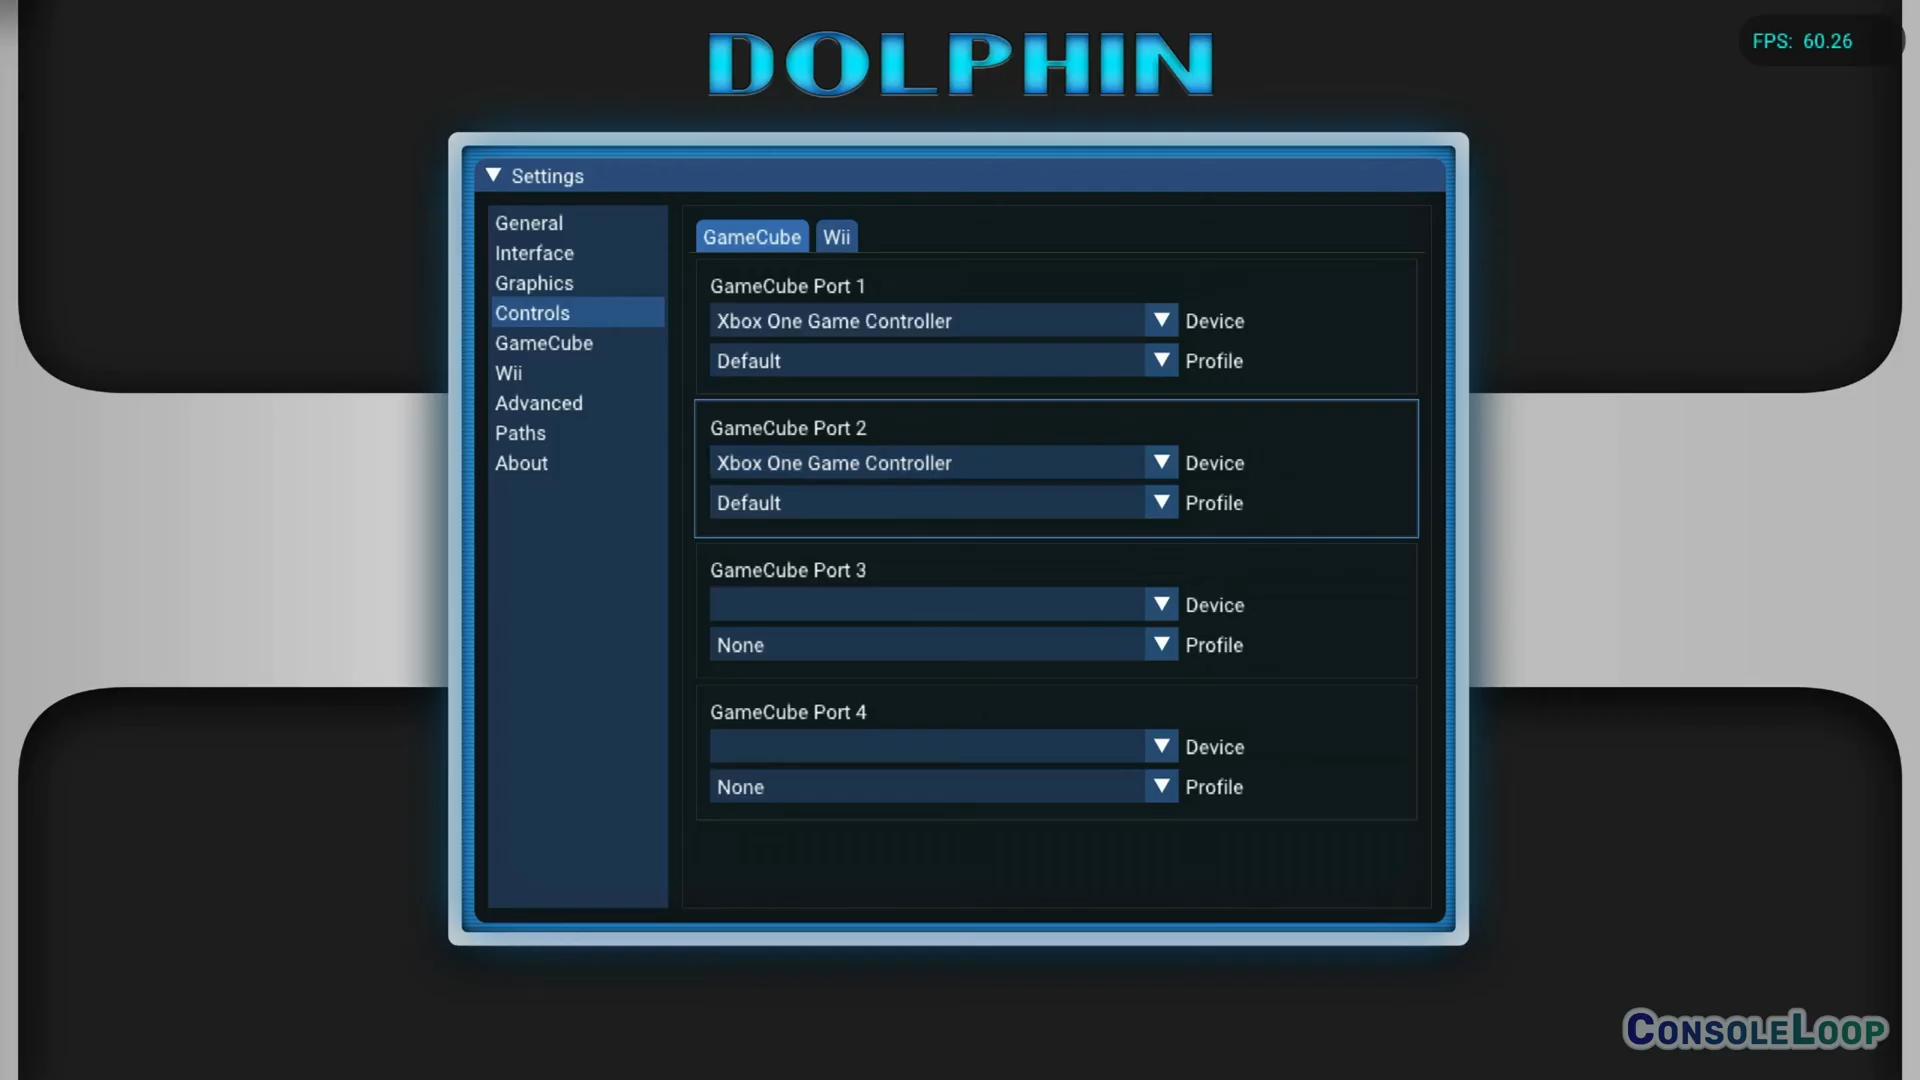 DOLPHIN
FPS: 60.26
Settings
General
Interface
Graphics
Controls
GameCube
Wii
Advanced
Paths
About
GameCube Wii
GameCube Port 1
Xbox One Game Controller Device
Default Profile
GameCube Port 2
Xbox One Game Controller Device
Default Profile
GameCube Port 3
Device
None Profile
GameCube Port 4
Device
None Profile
CONSOLELOOP